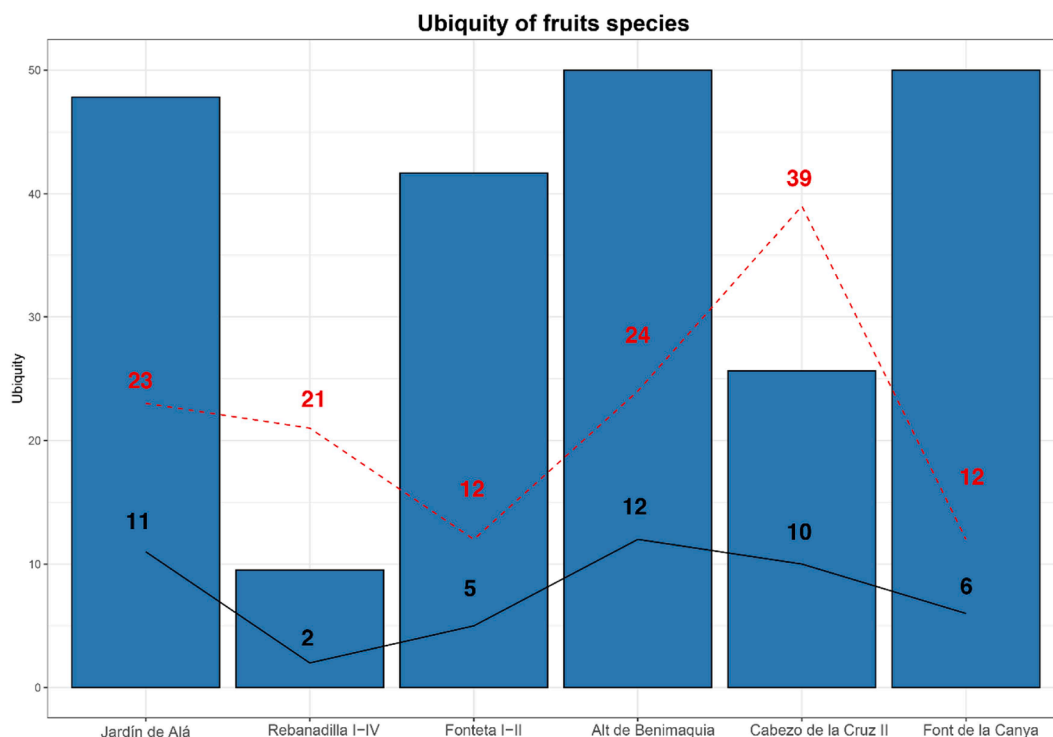 Ubiquity of fruits species
50
40
30
20
10
0
Ubiquity
23
21
12
24
39
12
11
2
5
12
10
6
Jardín de Alá
Rebanadilla I−IV
Fonteta I−II
Alt de Benimaquia
Cabezo de la Cruz II
Font de la Canya